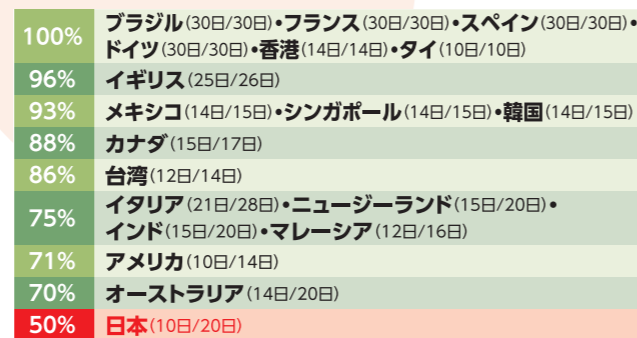 100% ブラジル(30日/30日)•フランス(30日/30日)•スペイン(30日/30日)•
ドイツ(30日/30日)•香港(14日/14日)•タイ(10日/10日)
96% イギリス(25日/26日)
93% メキシコ(14日/15日)•シンガポール(14日/15日)•韓国(14日/15日)
88% カナダ(15日/17日)
86% 台湾(12日/14日)
75% イタリア(21日/28日)•ニュージーランド(15日/20日)•
インド(15日/20日)•マレーシア(12日/16日)
71% アメリカ(10日/14日)
70% オーストラリア(14日/20日)
50% 日本(10日/20日)